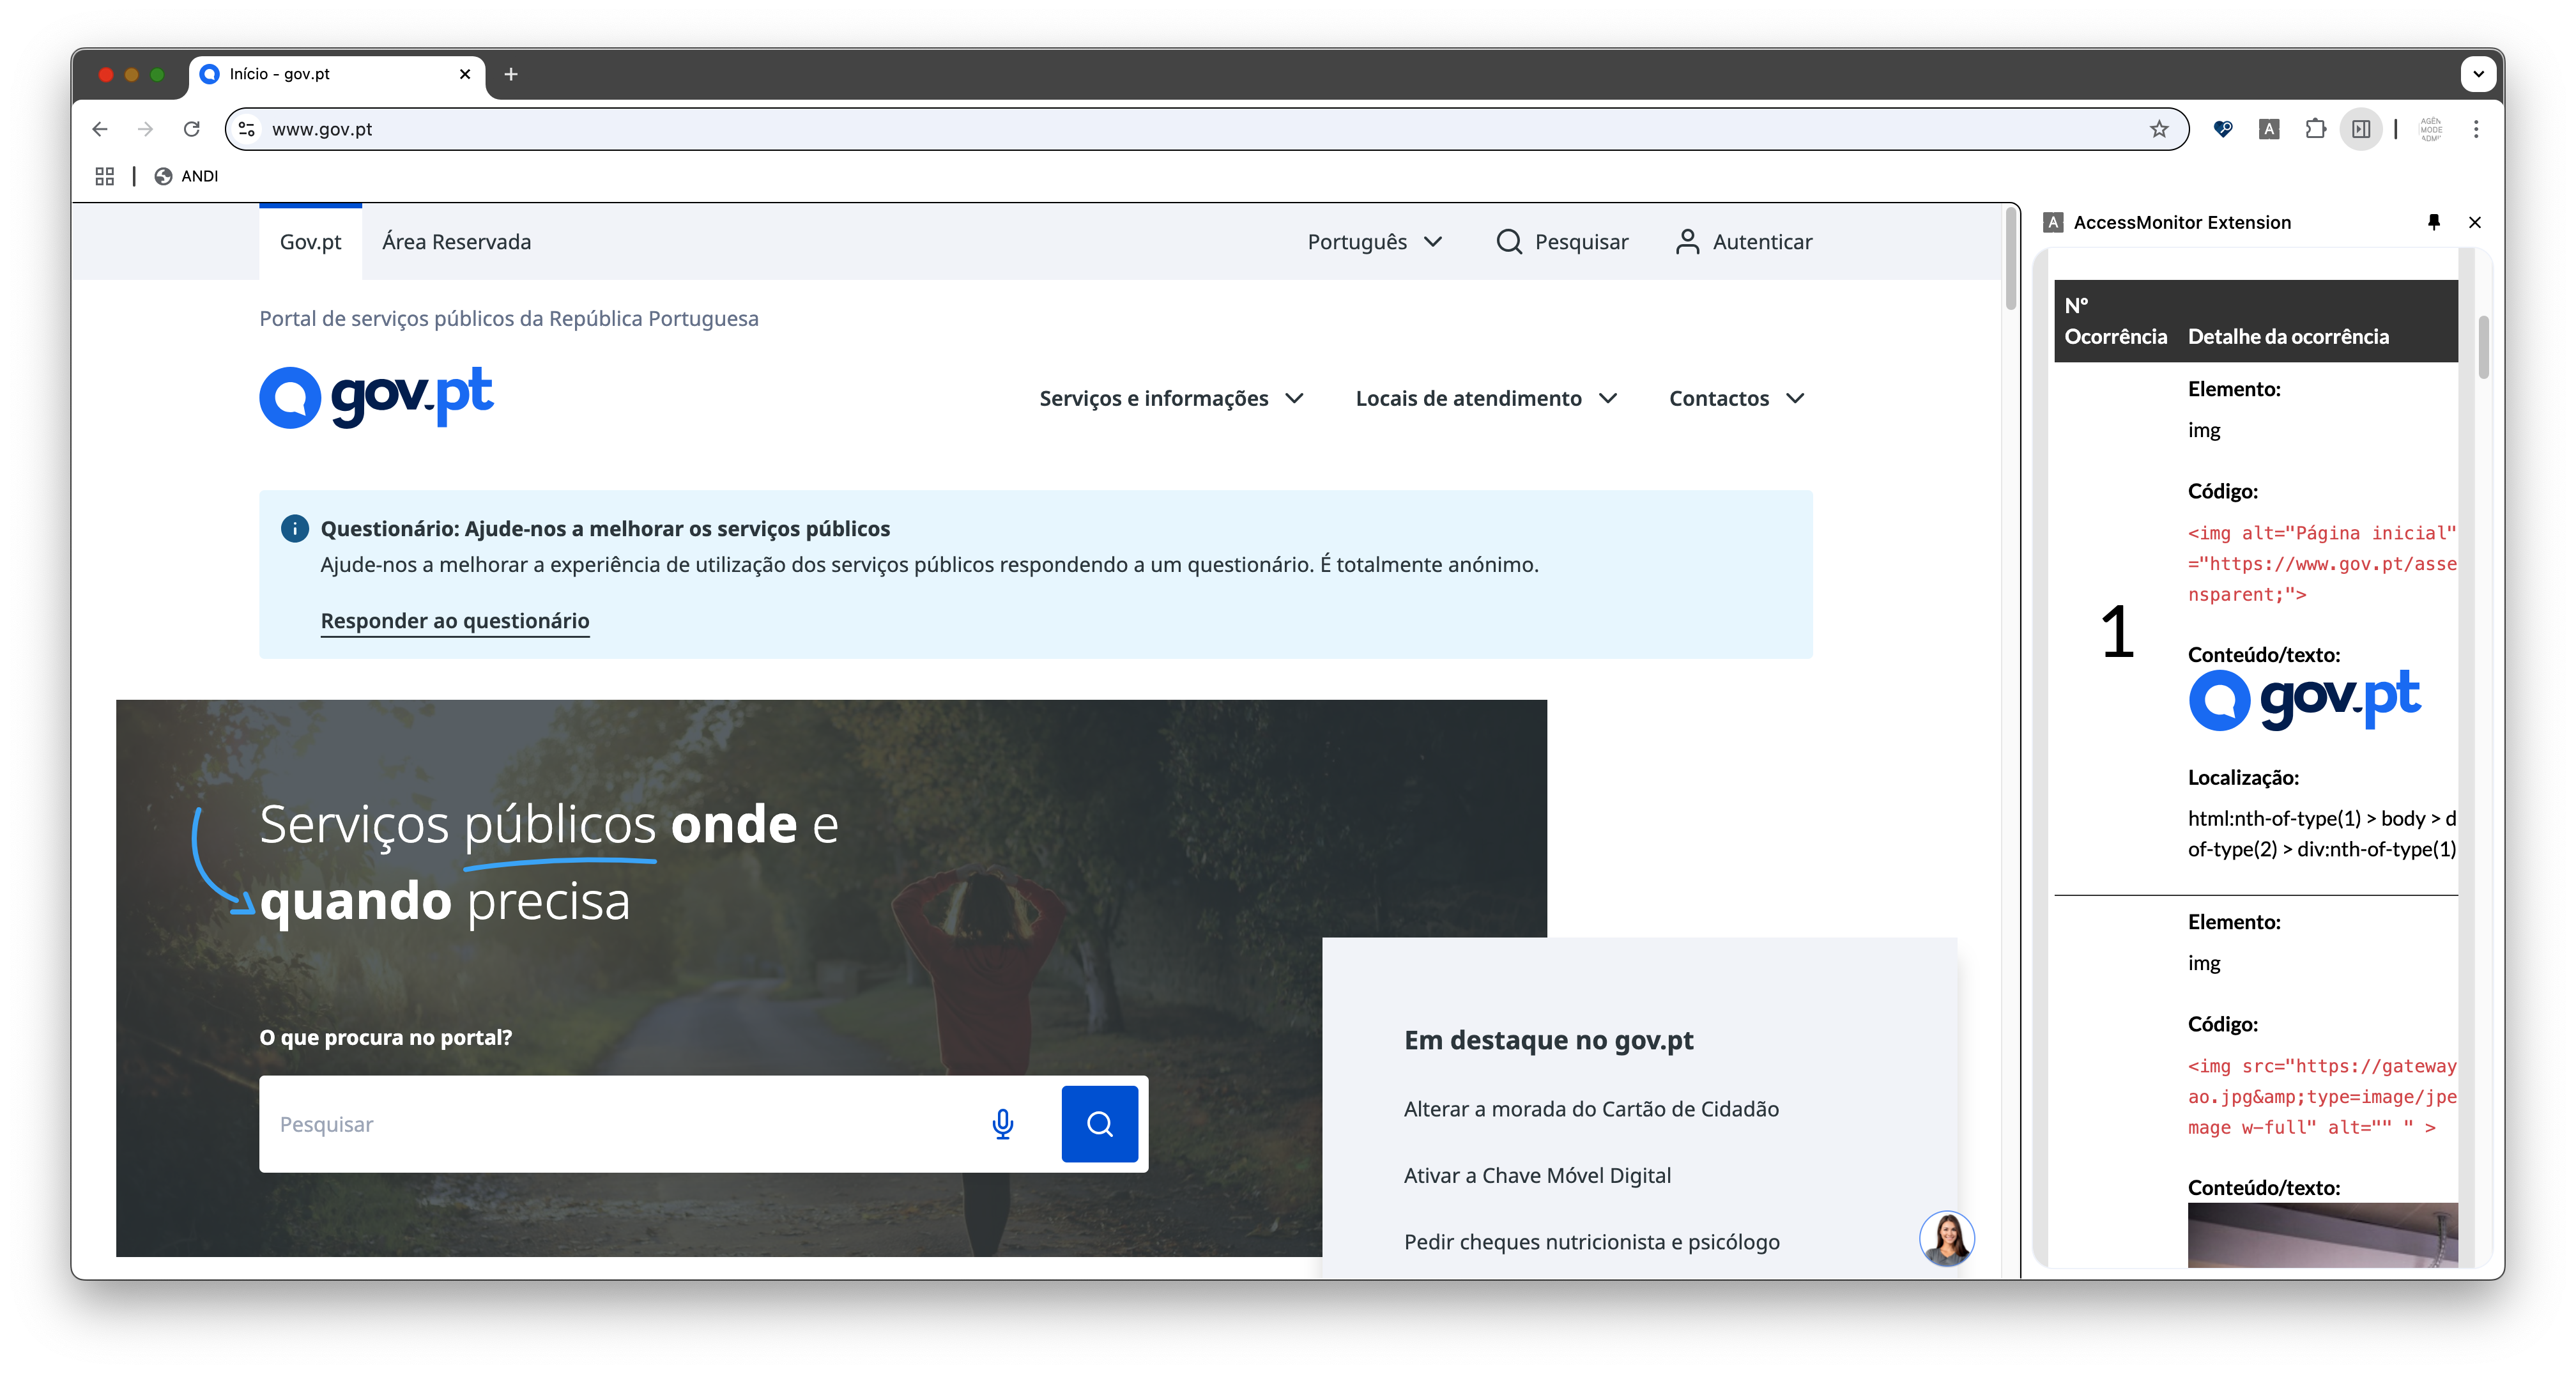 Início - gov.pt
www.gov.pt
AGÊN
MODE
ADMI
ANDI
Gov.pt
Área Reservada
Português
Pesquisar
Autenticar
Portal de serviços públicos da República Portuguesa
gov.pt
Serviços e informações
Locais de atendimento
Contactos
Questionário: Ajude-nos a melhorar os serviços públicos
Ajude-nos a melhorar a experiência de utilização dos serviços públicos respondendo a um questionário. É totalmente anónimo.
Responder ao questionário
Serviços públicos onde e
quando precisa
O que procura no portal?
Pesquisar
Em destaque no gov.pt
Alterar a morada do Cartão de Cidadão
Ativar a Chave Móvel Digital
Pedir cheques nutricionista e psicólogo
A AccessMonitor Extension
Nº
Ocorrência
Detalhe da ocorrência
1
Elemento:
img
Código:
<img alt="Página inicial"
="https://www.gov.pt/asse
nsparent;">
Conteúdo/texto:
gov.pt
Localização:
html:nth-of-type(1) > body > d
of-type(2) > div:nth-of-type(1)
Elemento:
img
Código:
<img src="https://gateway
ao.jpg&amp;type=image/jpe
mage w-full" alt="" " >
Conteúdo/texto: